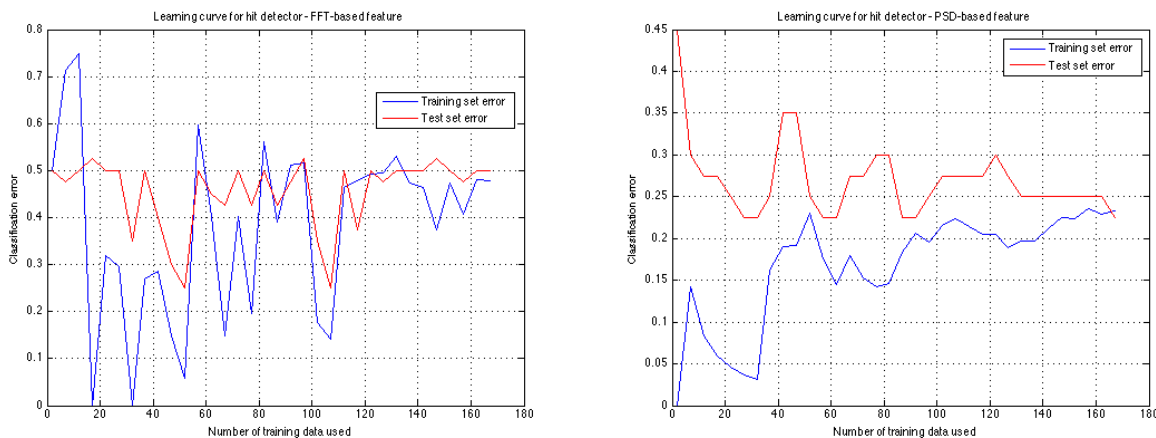 Learning curve for hit detector - FFT-based feature
0.8
0.7
0.6
0.5
0.4
0.3
0.2
0.1
0
Classification error
Training set error
Test set error
0 20 40 60 80 100 120 140 160 180
Number of training data used
Learning curve for hit detector - PSD-based feature
0.45
0.4
0.35
0.3
0.25
0.2
0.15
0.1
0.05
0
Classification error
Training set error
Test set error
0 20 40 60 80 100 120 140 160 180
Number of training data used